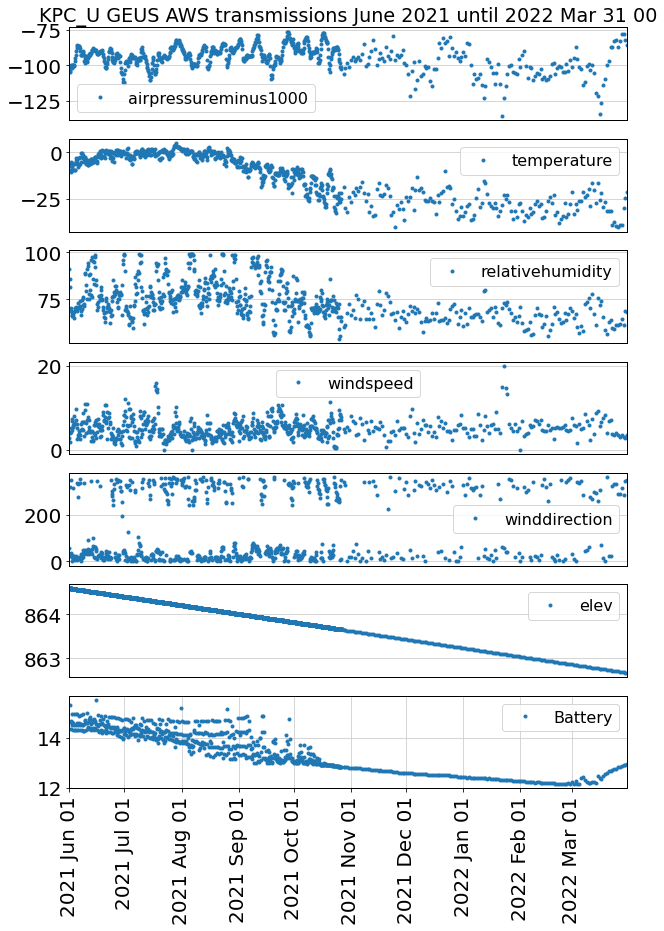 KPC_U GEUS AWS transmissions June 2021 until 2022 Mar 31 00
−75
−100
−125
airpressureminus1000
0
−25
temperature
100
75
relativehumidity
20
0
windspeed
200
0
winddirection
864
863
elev
14
12
Battery
2021 Jun 01
2021 Jul 01
2021 Aug 01
2021 Sep 01
2021 Oct 01
2021 Nov 01
2021 Dec 01
2022 Jan 01
2022 Feb 01
2022 Mar 01